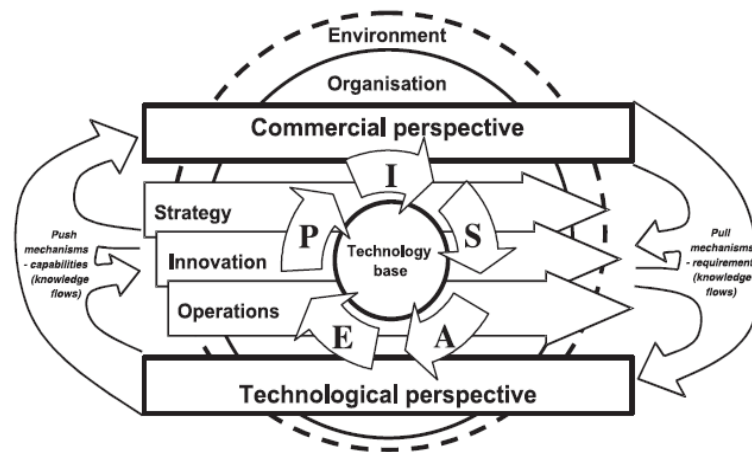 Environment
Organisation
Commercial perspective
I
Strategy
P
S
Push
mechanisms
- capabilities
(knowledge
flows)
Technology
base
Pull
mechanisms
- requirement
(knowledge
flows)
Innovation
Operations
E
A
Technological perspective